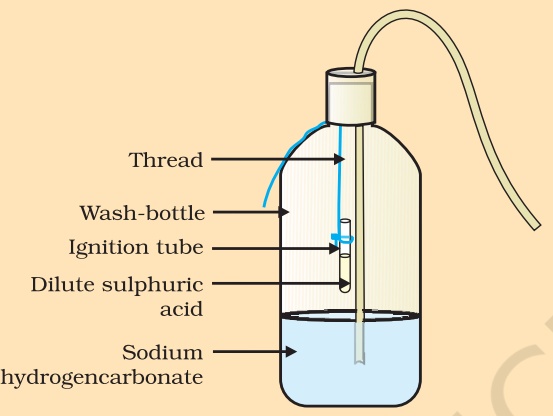 Thread
Wash-bottle
Ignition tube
Dilute sulphuric
acid
Sodium
hydrogencarbonate